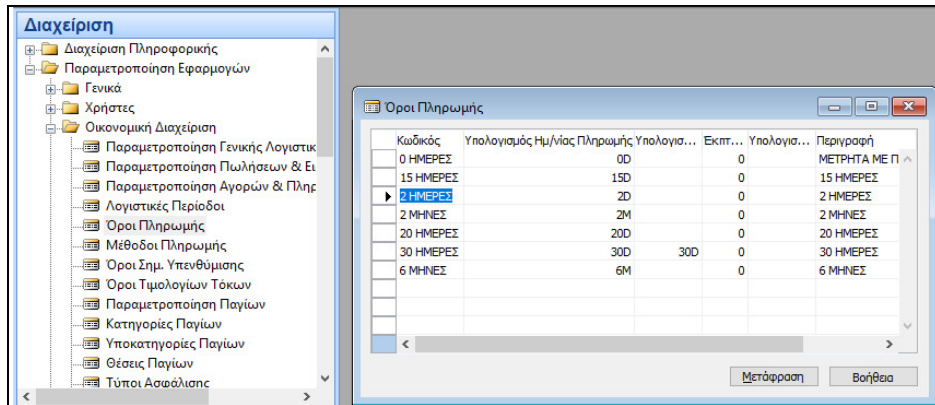 Διαχείριση
Διαχείριση Πληροφορικής
Παραμετροποίηση Εφαρμογών
Γενικά
Χρήστες
Οικονομική Διαχείριση
Παραμετροποίηση Γενικής Λογιστικ
Παραμετροποίηση Πωλήσεων & Ει
Παραμετροποίηση Αγορών & Πληρ
Λογιστικές Περίοδοι
Όροι Πληρωμής
Μέθοδοι Πληρωμής
Όροι Σημ. Υπενθύμισης
Όροι Τιμολογίων Τόκων
Παραμετροποίηση Παγίων
Κατηγορίες Παγίων
Υποκατηγορίες Παγίων
Θέσεις Παγίων
Τύποι Ασφάλισης
Όροι Πληρωμής
Κωδικός Υπολογισμός Ημ/νίας Πληρωμής Υπολογισ... Έκπτ... Υπολογισ... Περιγραφή
0 ΗΜΕΡΕΣ 0D 0 ΜΕΤΡΗΤΑ ΜΕ Π
15 ΗΜΕΡΕΣ 15D 0 15 ΗΜΕΡΕΣ
2 ΗΜΕΡΕΣ 2D 0 2 ΗΜΕΡΕΣ
2 ΜΗΝΕΣ 2M 0 2 ΜΗΝΕΣ
20 ΗΜΕΡΕΣ 20D 0 20 ΗΜΕΡΕΣ
30 ΗΜΕΡΕΣ 30D 30D 0 30 ΗΜΕΡΕΣ
6 ΜΗΝΕΣ 6M 0 6 ΜΗΝΕΣ
Μετάφραση Βοήθεια